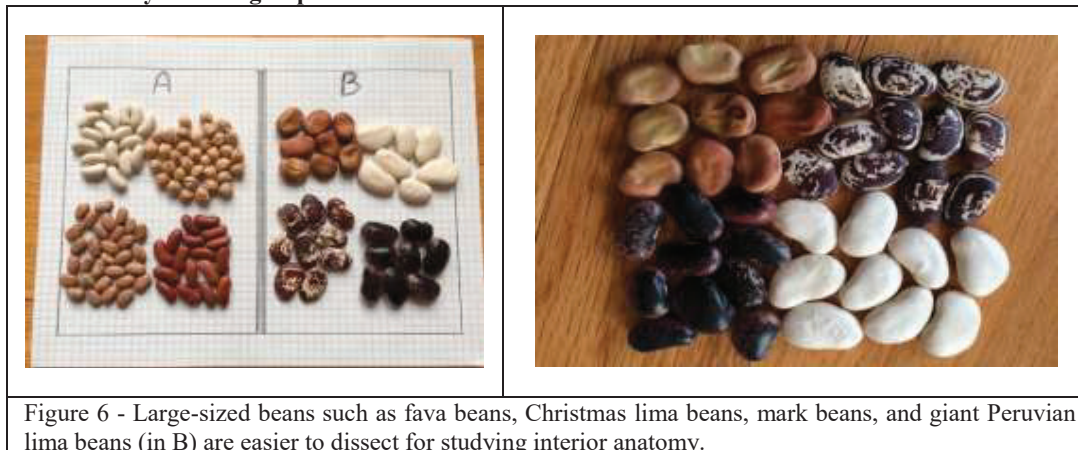 A
B
Figure 6 - Large-sized beans such as fava beans, Christmas lima beans, mark beans, and giant Peruvian
lima beans (in B) are easier to dissect for studying interior anatomy.